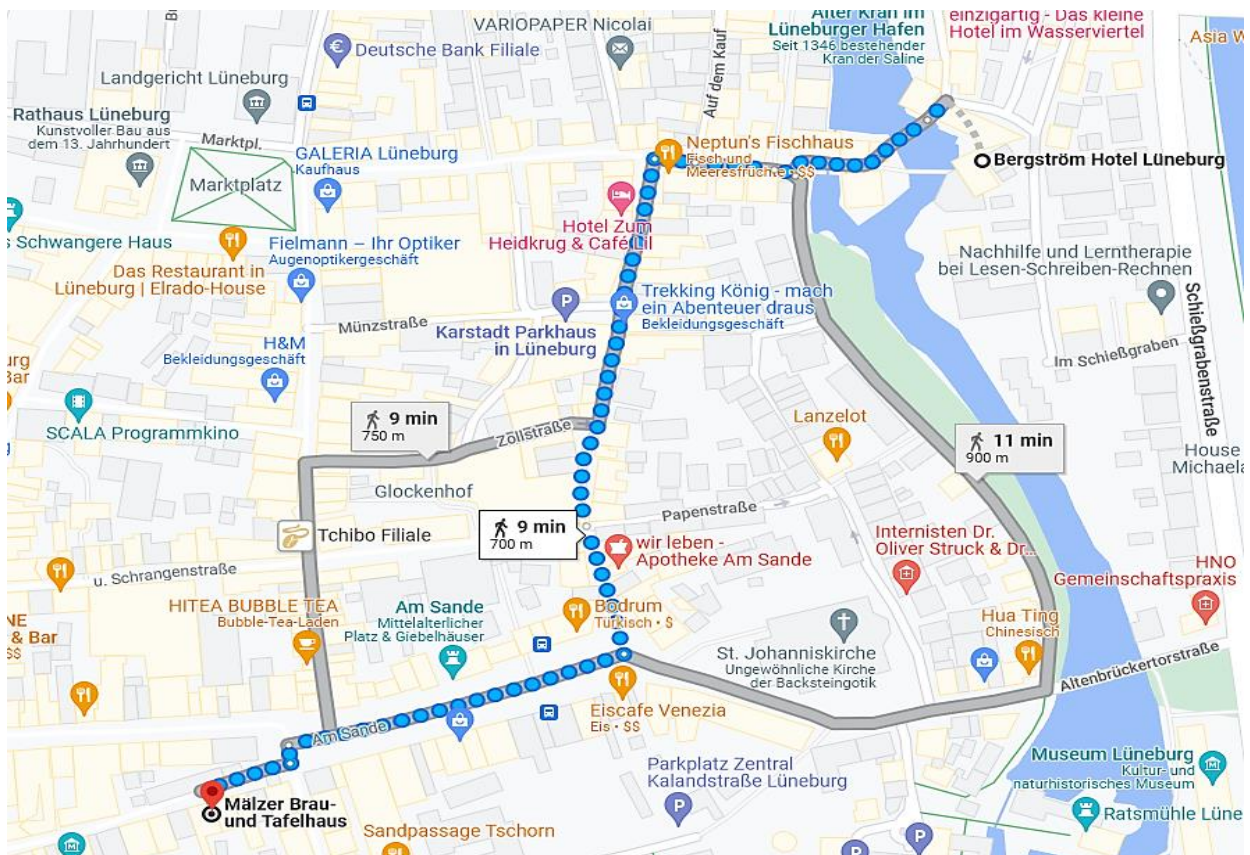 VARIOPAPER Nicolai
Deutsche Bank Filiale
Alter Kran im
Lüneburger Hafen
Seit 1346 bestehender
Kran der Saline
einzigartig - Das kleine
Hotel im Wasserviertel
Asia W
Landgericht Lüneburg
Auf dem Kauf
Rathaus Lüneburg
Kunstvoller Bau aus
dem 13. Jahrhundert
Marktpl.
GALERIA Lüneburg
Kaufhaus
Neptun's Fischhaus
Fisch und
Meeresfrüchte • $$
Bergström Hotel Lüneburg
Marktplatz
s Schwangere Haus
Fielmann – Ihr Optiker
Augenoptikergeschäft
Hotel Zum
Heidkrug & Café Lil
Nachhilfe und Lerntherapie
bei Lesen-Schreiben-Rechnen
Das Restaurant in
Lüneburg | Elrado-House
Trekking König - mach
ein Abenteuer draus
Bekleidungsgeschäft
Schießgrabenstraße
Münzstraße
Karstadt Parkhaus
in Lüneburg
Im Schießgraben
H&M
Bekleidungsgeschäft
urg
Bar
SCALA Programmkino
9 min
750 m
Zollstraße
Lanzelot
11 min
900 m
House
Michaela
Glockenhof
9 min
700 m
Papenstraße
Tchibo Filiale
wir leben -
Apotheke Am Sande
Internisten Dr.
Oliver Struck & Dr...
HNO
Gemeinschaftspraxis
u. Schrangenstraße
HITEA BUBBLE TEA
Bubble-Tea-Laden
Am Sande
Mittelalterlicher
Platz & Giebelhäuser
Bodrum
Türkisch • $
NE
& Bar
$$
St. Johanniskirche
Ungewöhnliche Kirche
der Backsteingotik
Hua Ting
Chinesisch
Altenbrückertorstraße
Eiscafe Venezia
Eis • $$
Am Sande
Parkplatz Zentral
Kalandstraße Lüneburg
Museum Lüneburg
Kultur- und
naturhistorisches Museum
Mälzer Brau-
und Tafelhaus
Ratsmühle Lüne
Sandpassage Tschorn